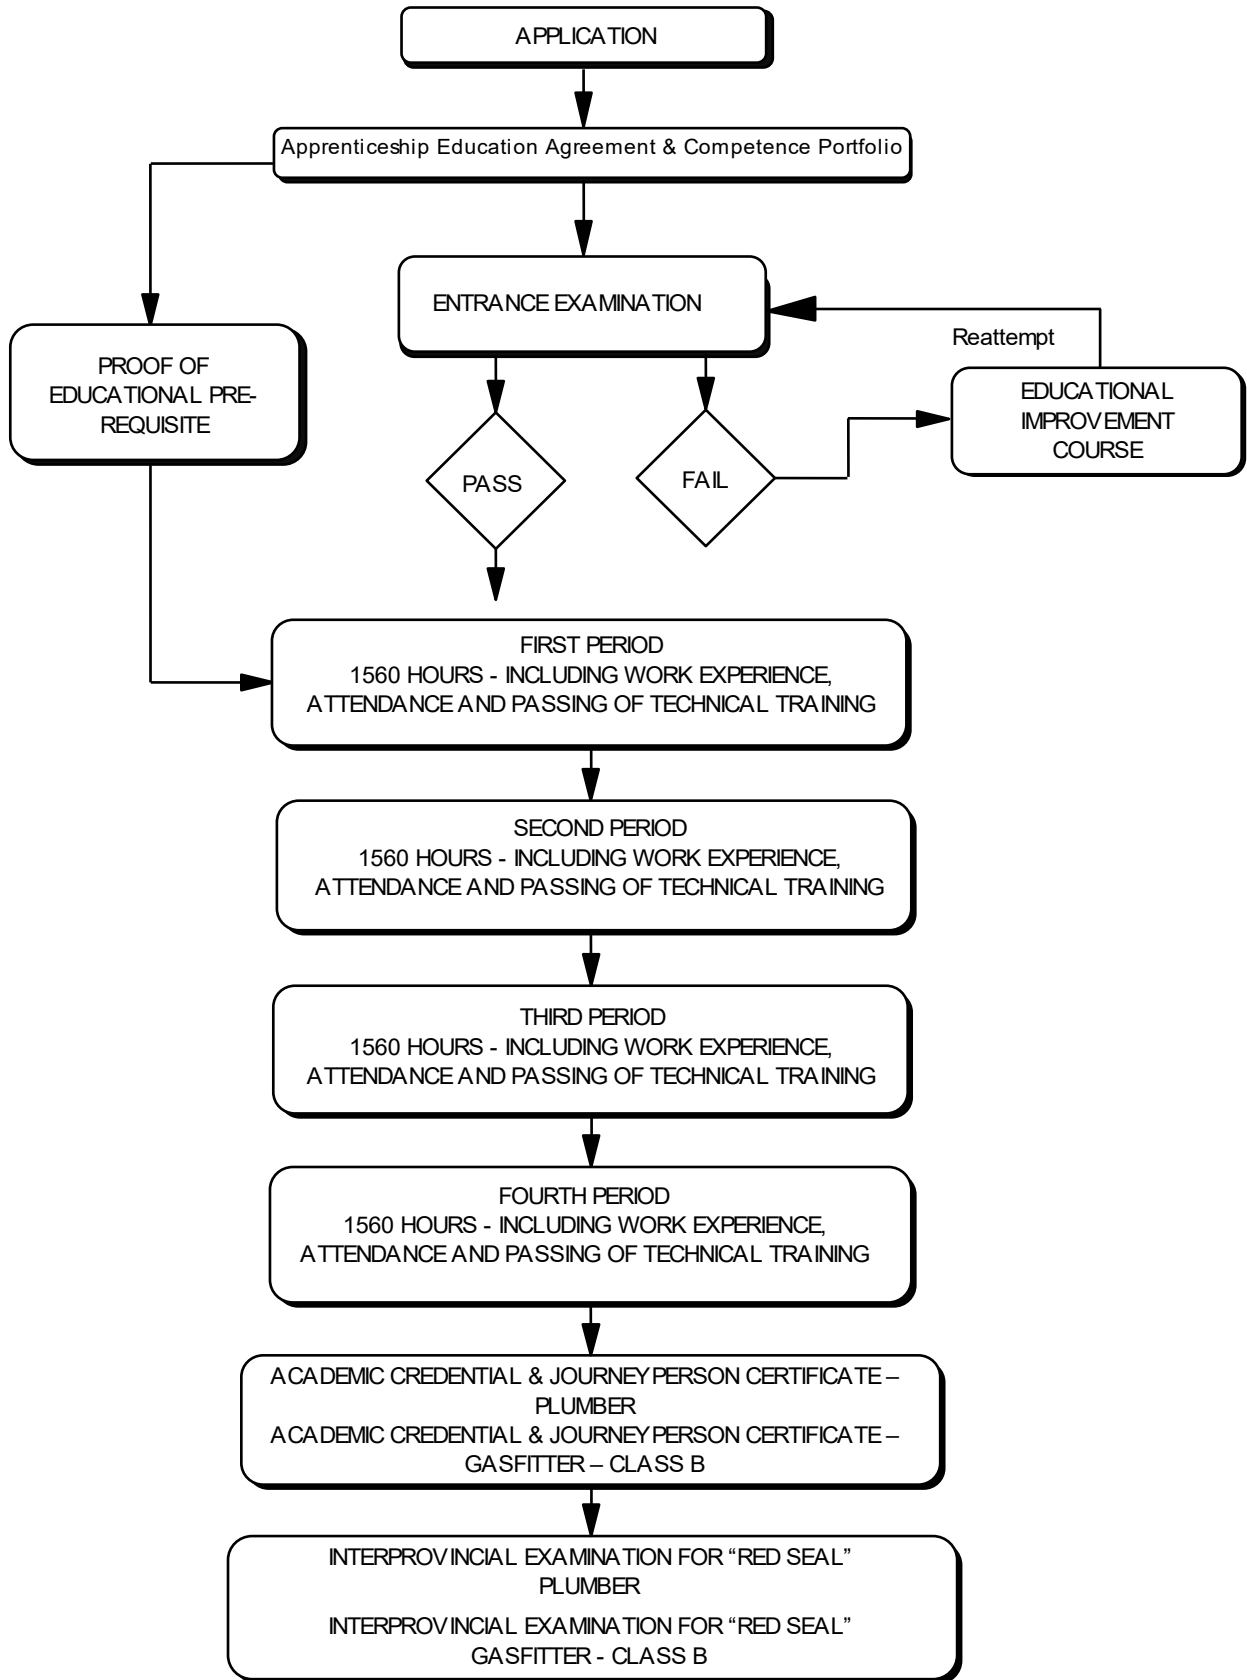 APPLICATION
Apprenticeship Education Agreement & Competence Portfolio
ENTRANCE EXAMINATION
Reattempt
PROOF OF
EDUCATIONAL PRE-
REQUISITE
EDUCATIONAL
IMPROVEMENT
COURSE
PASS
FAIL
FIRST PERIOD
1560 HOURS - INCLUDING WORK EXPERIENCE,
ATTENDANCE AND PASSING OF TECHNICAL TRAINING
SECOND PERIOD
1560 HOURS - INCLUDING WORK EXPERIENCE,
ATTENDANCE AND PASSING OF TECHNICAL TRAINING
THIRD PERIOD
1560 HOURS - INCLUDING WORK EXPERIENCE,
ATTENDANCE AND PASSING OF TECHNICAL TRAINING
FOURTH PERIOD
1560 HOURS - INCLUDING WORK EXPERIENCE,
ATTENDANCE AND PASSING OF TECHNICAL TRAINING
ACADEMIC CREDENTIAL & JOURNEYPERSON CERTIFICATE –
PLUMBER
ACADEMIC CREDENTIAL & JOURNEYPERSON CERTIFICATE –
GASFITTER – CLASS B
INTERPROVINCIAL EXAMINATION FOR “RED SEAL”
PLUMBER
INTERPROVINCIAL EXAMINATION FOR “RED SEAL”
GASFITTER - CLASS B